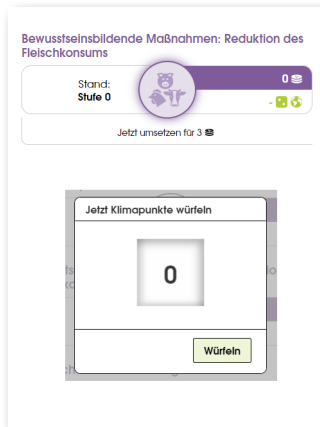 Bewusstseinsbildende Maßnahmen: Reduktion des
Fleischkonsums
Stand:
Stufe 0
0
-
Jetzt umsetzen für 3
Jetzt Klimapunkte würfeln
0
Würfeln